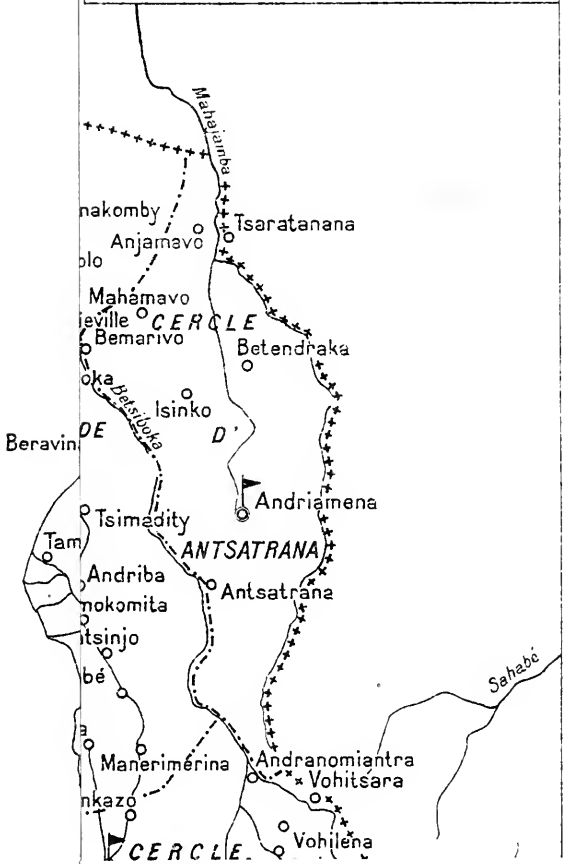 Mahajamba
nakomby
Tsaratanana
Anjamavo
olo
Mahamavo
ieville
CERCLE
Bemarivo
Betendraka
oka
Betsiboka
Isinko
DE
D'
Beravin
Andriamena
Tsimadity
Tam
ANTSATRANA
Andriba
Antsatrana
nokomita
tsinjo
bé
Sahabé
a
Manerimerina
Andranomiantra
Vohitsara
nkazo
Vohilena
CERCLE